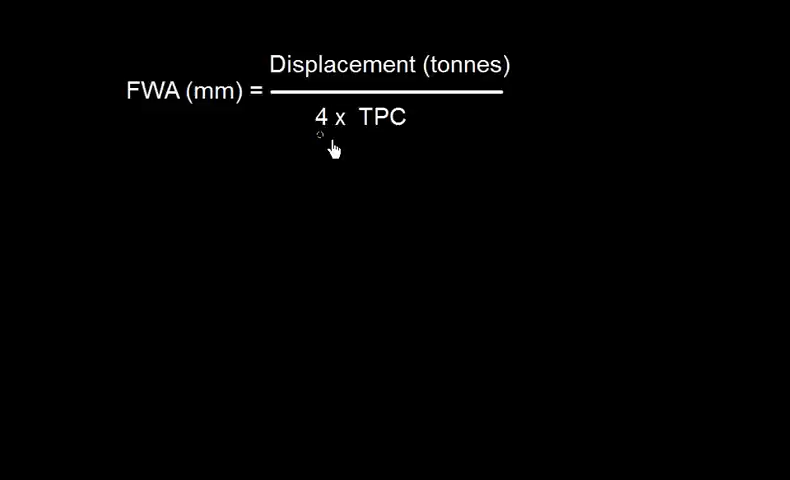 Displacement (tonnes)
FWA (mm) =
4 x TPC